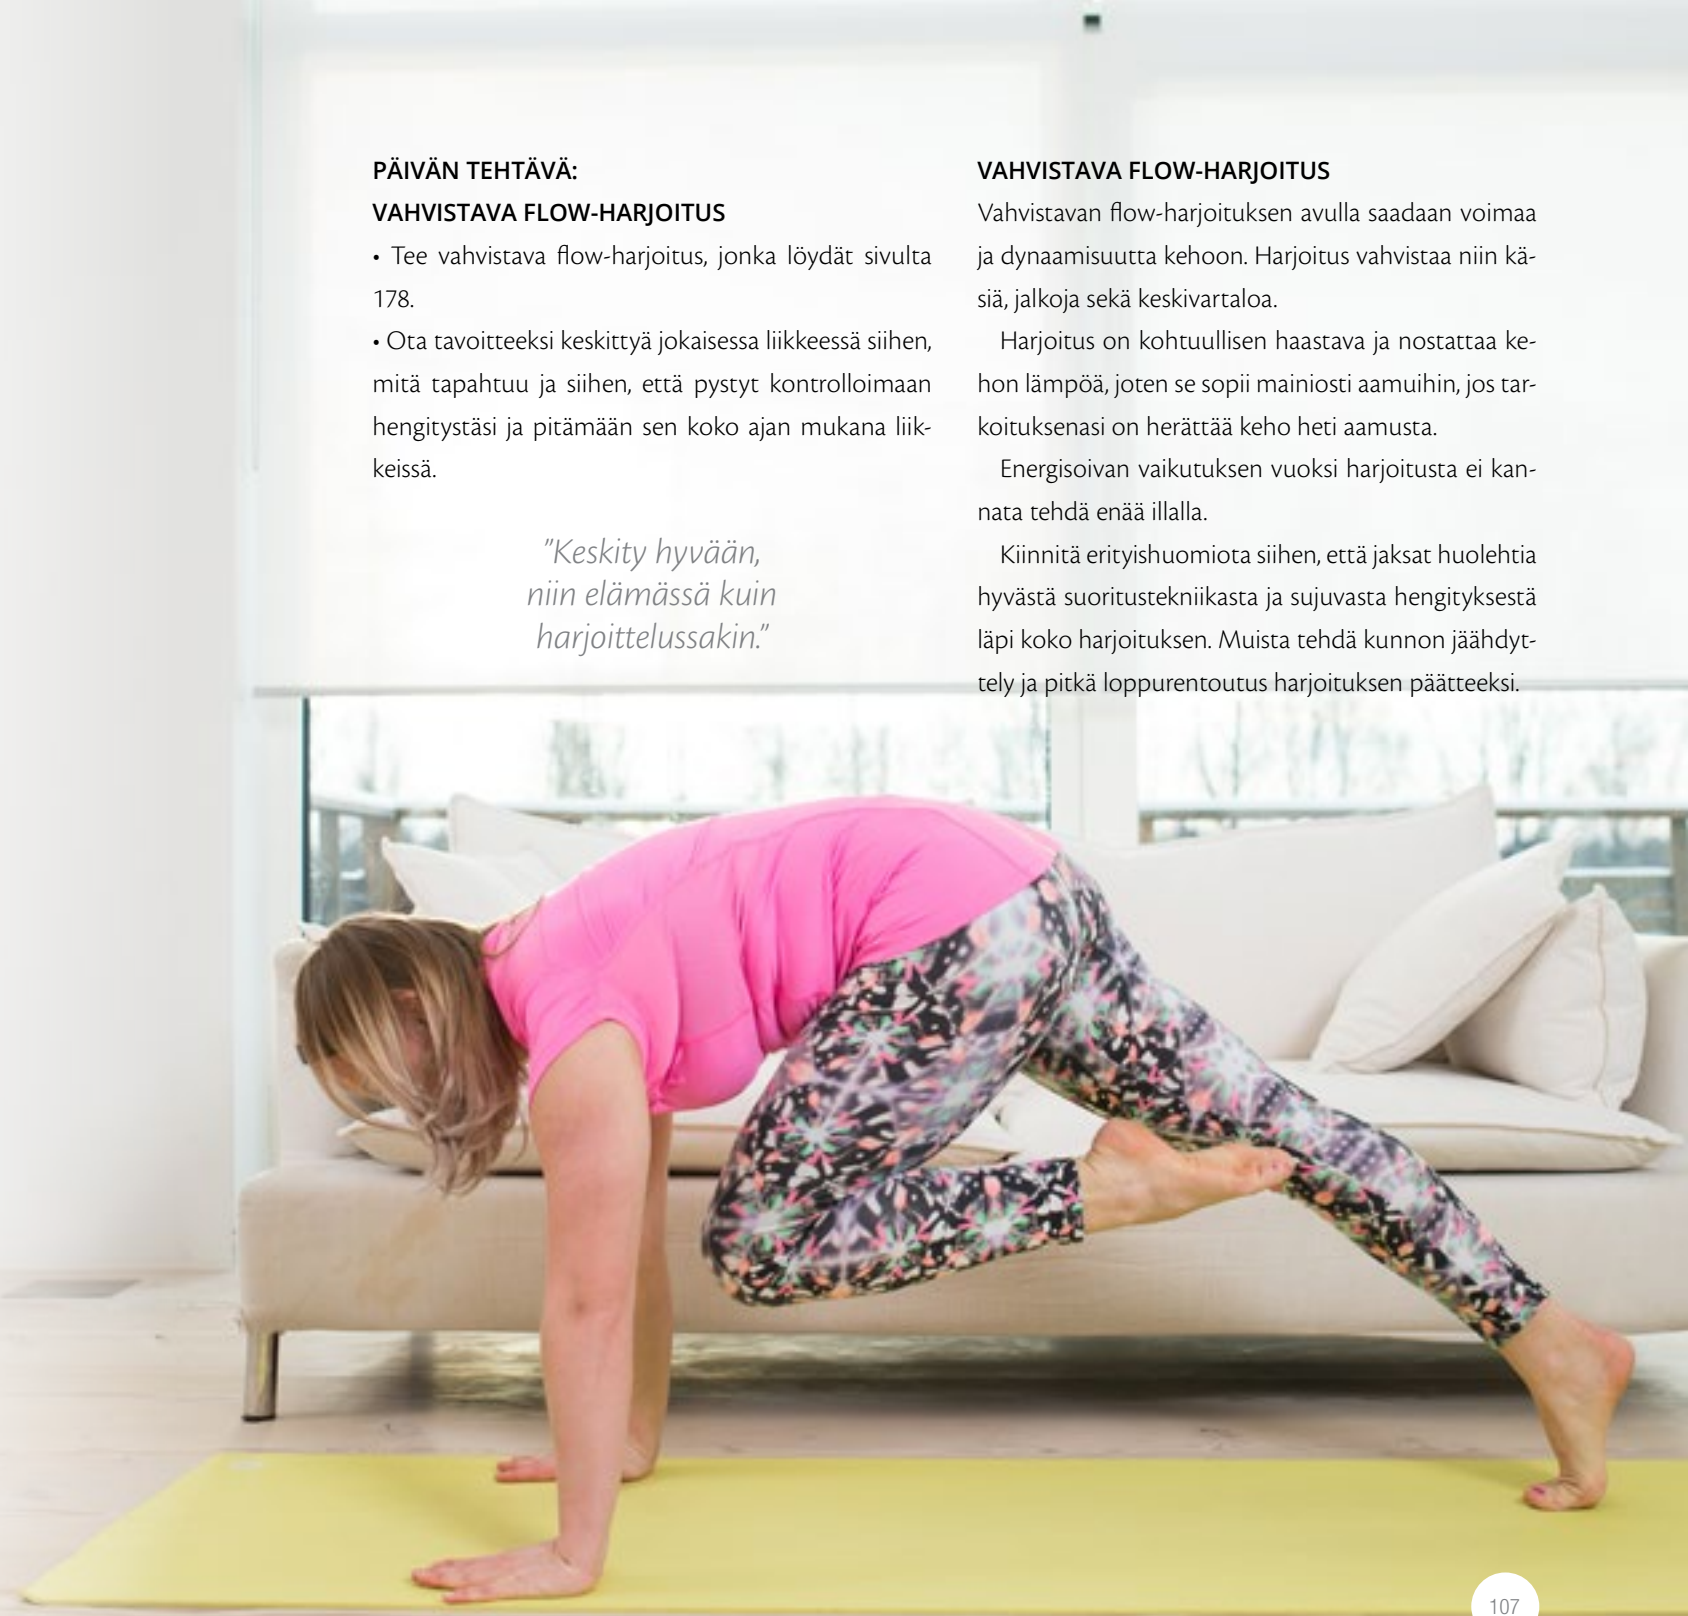 PÄIVÄN TEHTÄVÄ:
VAHVISTAVA FLOW-HARJOITUS
• Tee vahvistava flow-harjoitus, jonka löydät sivulta
178.
• Ota tavoitteeksi keskittyä jokaisessa liikkeessä siihen,
mitä tapahtuu ja siihen, että pystyt kontrolloimaan
hengitystäsi ja pitämään sen koko ajan mukana liik-
keissä.
”Keskity hyvään,
niin elämässä kuin
harjoittelussakin.”
VAHVISTAVA FLOW-HARJOITUS
Vahvistavan flow-harjoituksen avulla saadaan voimaa
ja dynaamisuutta kehoon. Harjoitus vahvistaa niin kä-
siä, jalkoja sekä keskivartaloa.
Harjoitus on kohtuullisen haastava ja nostattaa ke-
hon lämpöä, joten se sopii mainiosti aamuihin, jos tar-
koituksenasi on herättää keho heti aamusta.
Energisoivan vaikutuksen vuoksi harjoitusta ei kan-
nata tehdä enää illalla.
Kiinnitä erityishuomiota siihen, että jaksat huolehtia
hyvästä suoritustekniikasta ja sujuvasta hengityksestä
läpi koko harjoituksen. Muista tehdä kunnon jäähdyt-
tely ja pitkä loppurentoutus harjoituksen päätteeksi.
107